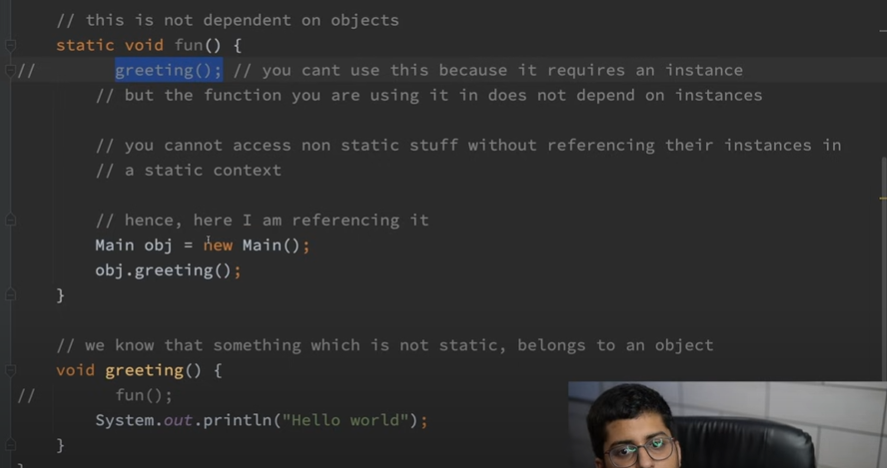 // this is not dependent on objects
static void fun() {
// greeting(); // you cant use this because it requires an instance
// but the function you are using it in does not depend on instances
// you cannot access non static stuff without referencing their instances in
// a static context
// hence, here I am referencing it
Main obj = new Main();
obj.greeting();
}
// we know that something which is not static, belongs to an object
void greeting() {
// fun();
System.out.println("Hello world");
}
}